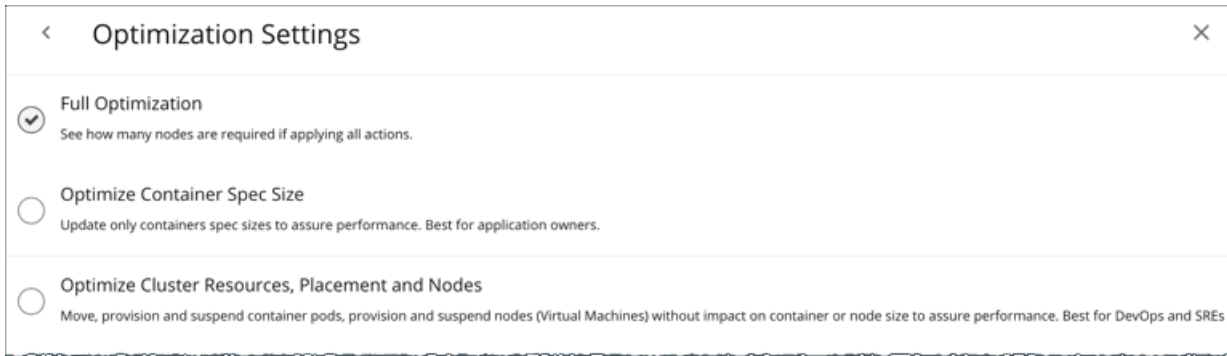 Optimization Settings
Full Optimization
See how many nodes are required if applying all actions.
Optimize Container Spec Size
Update only containers spec sizes to assure performance. Best for application owners.
Optimize Cluster Resources, Placement and Nodes
Move, provision and suspend container pods, provision and suspend nodes (Virtual Machines) without impact on container or node size to assure performance. Best for DevOps and SREs